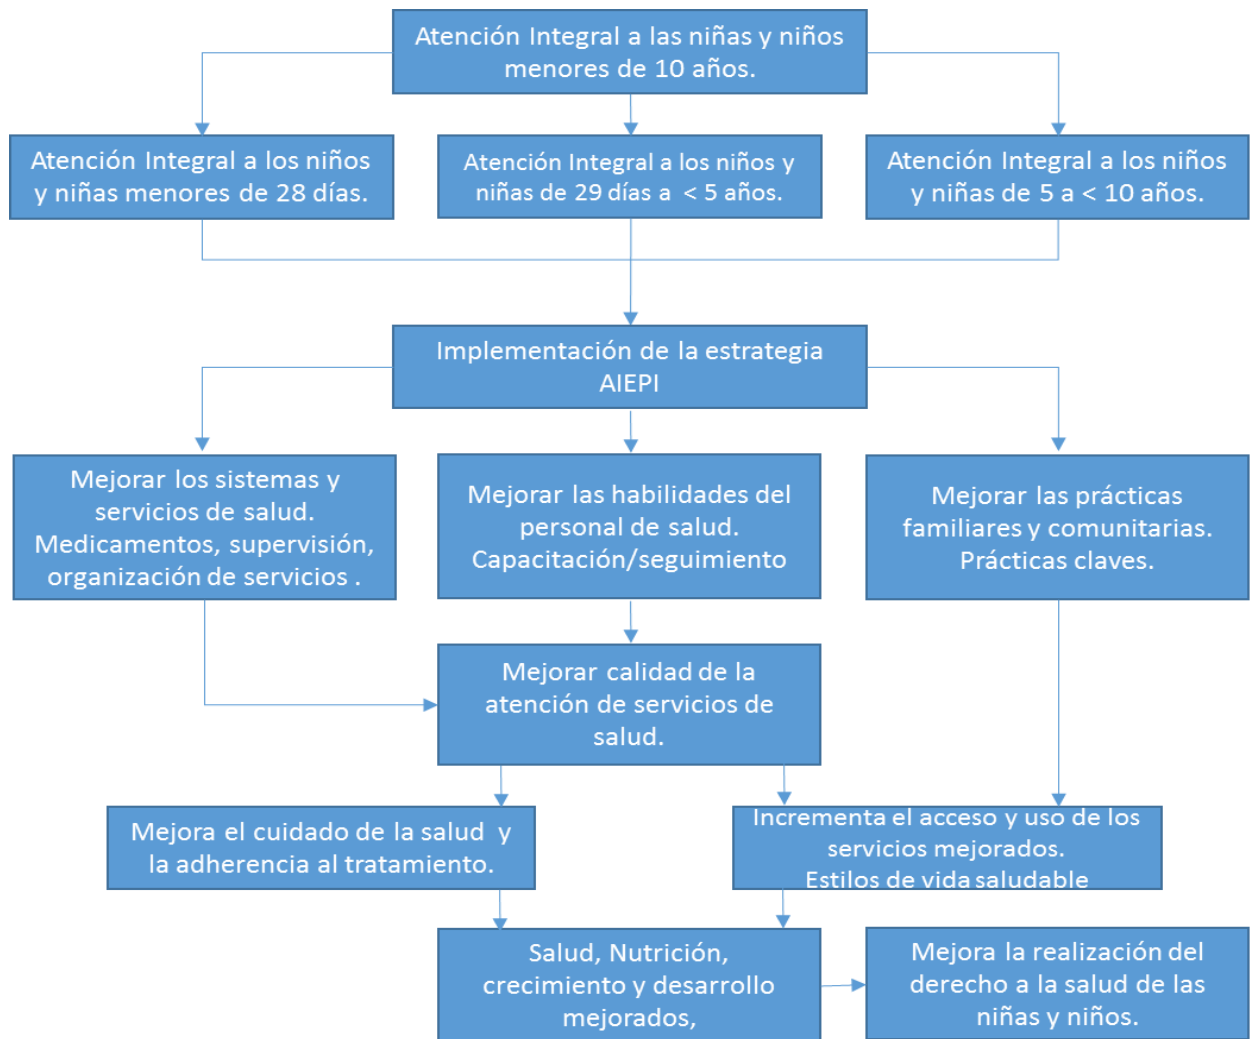 Atención Integral a las niñas y niños
menores de 10 años.
Atención Integral a los niños
y niñas menores de 28 días.
Atención Integral a los niños y
niñas de 29 días a < 5 años.
Atención Integral a los niños
y niñas de 5 a < 10 años.
Implementación de la estrategia
AIEPI
Mejorar los sistemas y
servicios de salud.
Medicamentos, supervisión,
organización de servicios .
Mejorar las habilidades del
personal de salud.
Capacitación/seguimiento
Mejorar las prácticas
familiares y comunitarias.
Prácticas claves.
Mejorar calidad de la
atención de servicios de
salud.
Mejora el cuidado de la salud y
la adherencia al tratamiento.
Incrementa el acceso y uso de los
servicios mejorados.
Estilos de vida saludable
Salud, Nutrición,
crecimiento y desarrollo
mejorados,
Mejora la realización del
derecho a la salud de las
niñas y niños.